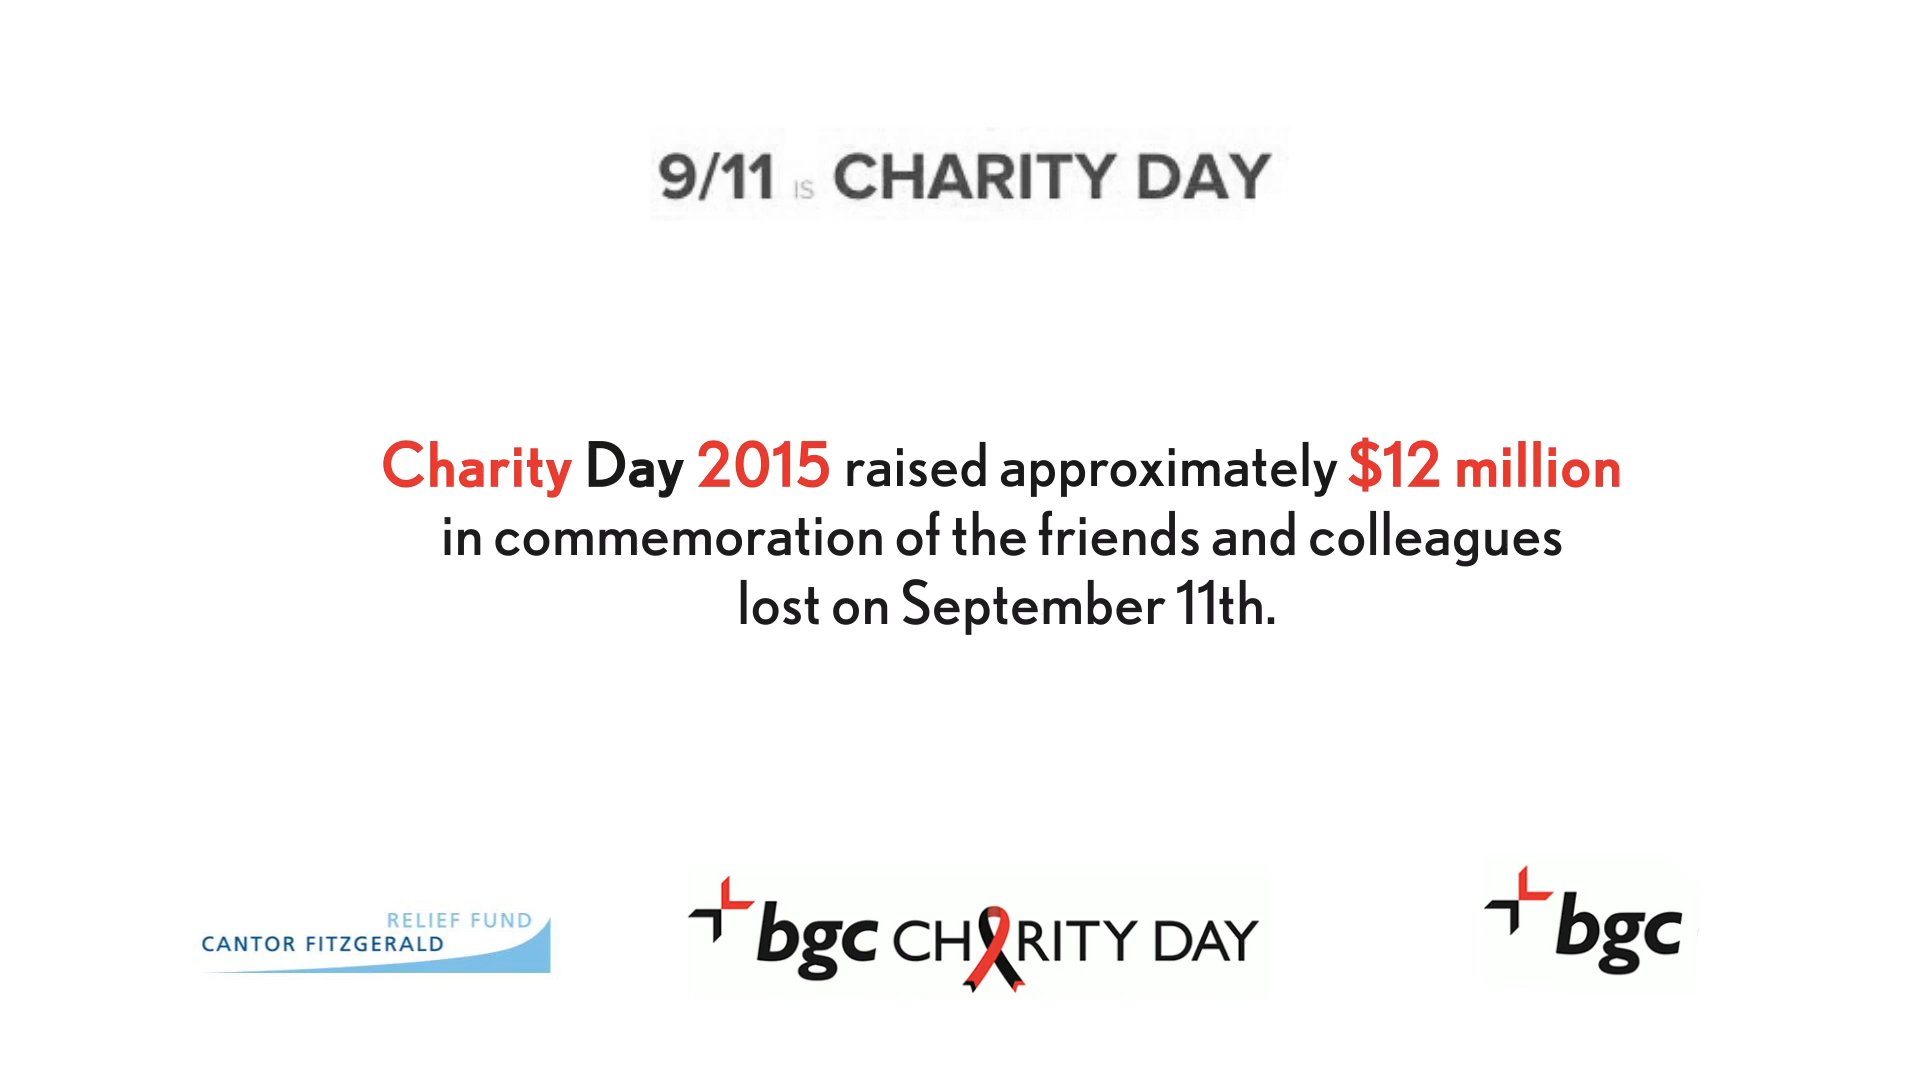 9/11 IS CHARITY DAY
Charity Day 2015 raised approximately $12 million
in commemoration of the friends and colleagues
lost on September 11th.
RELIEF FUND
CANTOR FITZGERALD
bgc CHARITY DAY
bgc